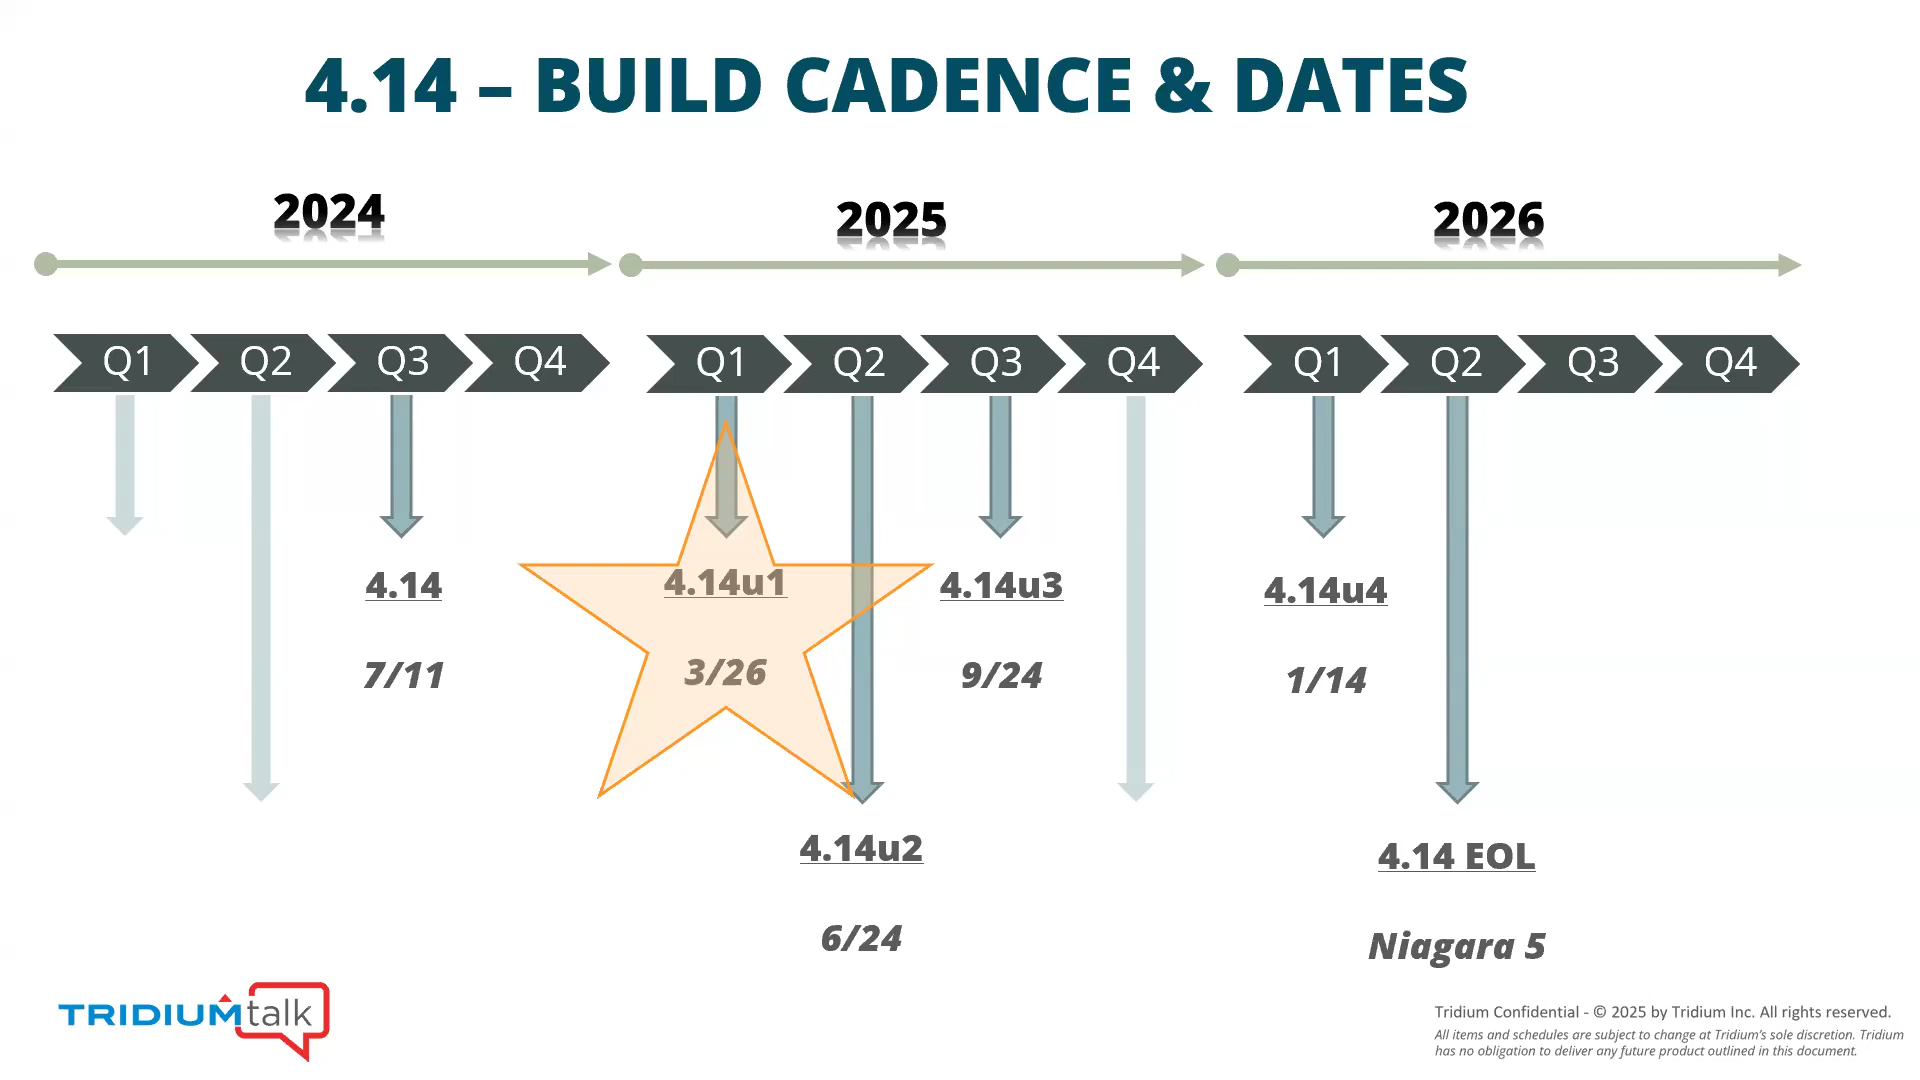 4.14 – BUILD CADENCE & DATES
2024
2025
2026
Q1 Q2 Q3 Q4
Q1 Q2 Q3 Q4
Q1 Q2 Q3 Q4
4.14
7/11
4.14u1
3/26
4.14u2
6/24
4.14u3
9/24
4.14u4
1/14
4.14 EOL
Niagara 5
TRIDIUMtalk
Tridium Confidential - © 2025 by Tridium Inc. All rights reserved.
All items and schedules are subject to change at Tridium's sole discretion. Tridium
has no obligation to deliver any future product outlined in this document.